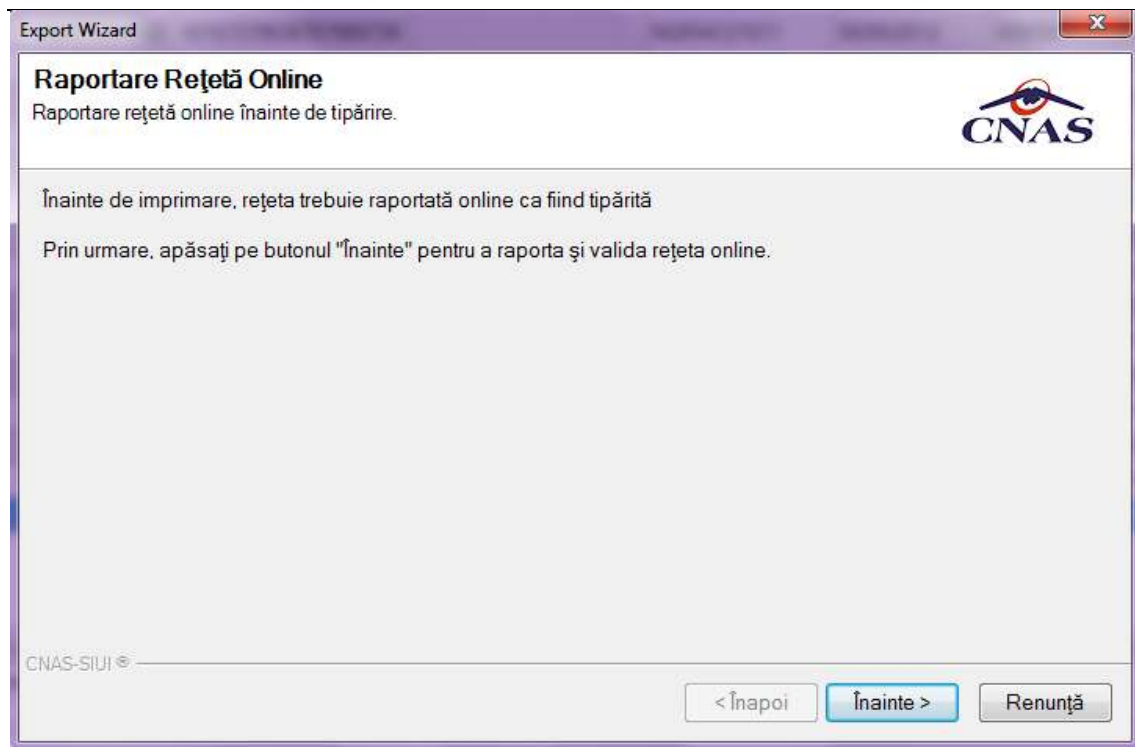 Export Wizard
Raportare Reţetă Online
Raportare reţetă online înainte de tipărire.
CNAS
Înainte de imprimare, reţeta trebuie raportată online ca fiind tipărită
Prin urmare, apăsaţi pe butonul "Înainte" pentru a raporta şi valida reţeta online.
CNAS-SIUI ®
< Înapoi
Înainte >
Renunţă